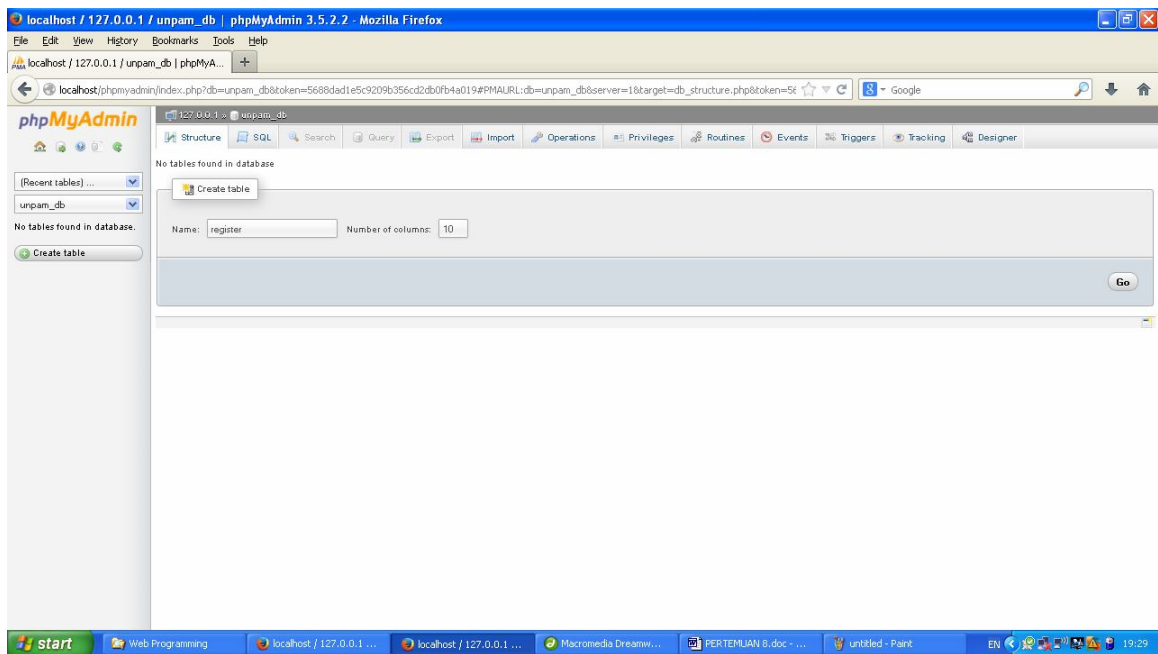 localhost / 127.0.0.1 / unpam_db | phpMyAdmin 3.5.2.2 - Mozilla Firefox
File Edit View History Bookmarks Tools Help
localhost / 127.0.0.1 / unpam_db | phpMyA... +
localhost/phpmyadmin/index.php?db=unpam_db&token=5688dad1e5c9209b356cd2db0fb4a019#PMAURL:db=unpam_db&server=1&target=db_structure.php&token=56 Google
phpMyAdmin
127.0.0.1 » unpam_db
Structure SQL Search Query Export Import Operations Privileges Routines Events Triggers Tracking Designer
(Recent tables) ...
unpam_db
No tables found in database.
Create table
No tables found in database
Create table
Name: register Number of columns: 10
Go
start Web Programming localhost / 127.0.0.1 ... localhost / 127.0.0.1 ... Macromedia Dreamw... PERTEMUAN 8.doc - ... untitled - Paint EN 19:29